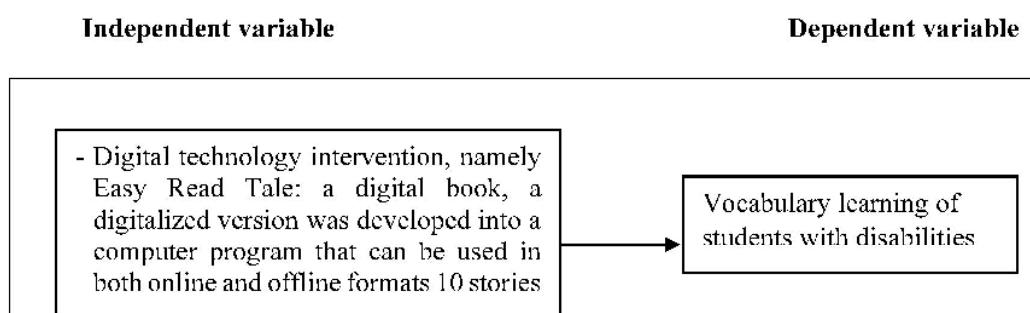 Independent variable
Dependent variable
- Digital technology intervention, namely
Easy Read Tale: a digital book, a
digitalized version was developed into a
computer program that can be used in
both online and offline formats 10 stories
Vocabulary learning of
students with disabilities